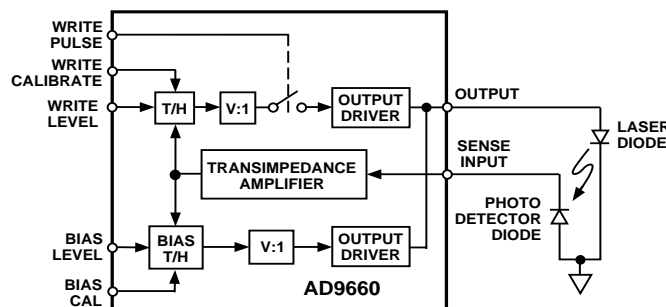 WRITE
PULSE
WRITE
CALIBRATE
WRITE
LEVEL
T/H
V:1
OUTPUT
DRIVER
OUTPUT
SENSE
INPUT
LASER
DIODE
TRANSIMPEDANCE
AMPLIFIER
PHOTO
DETECTOR
DIODE
BIAS
LEVEL
BIAS
T/H
V:1
OUTPUT
DRIVER
BIAS
CAL
AD9660